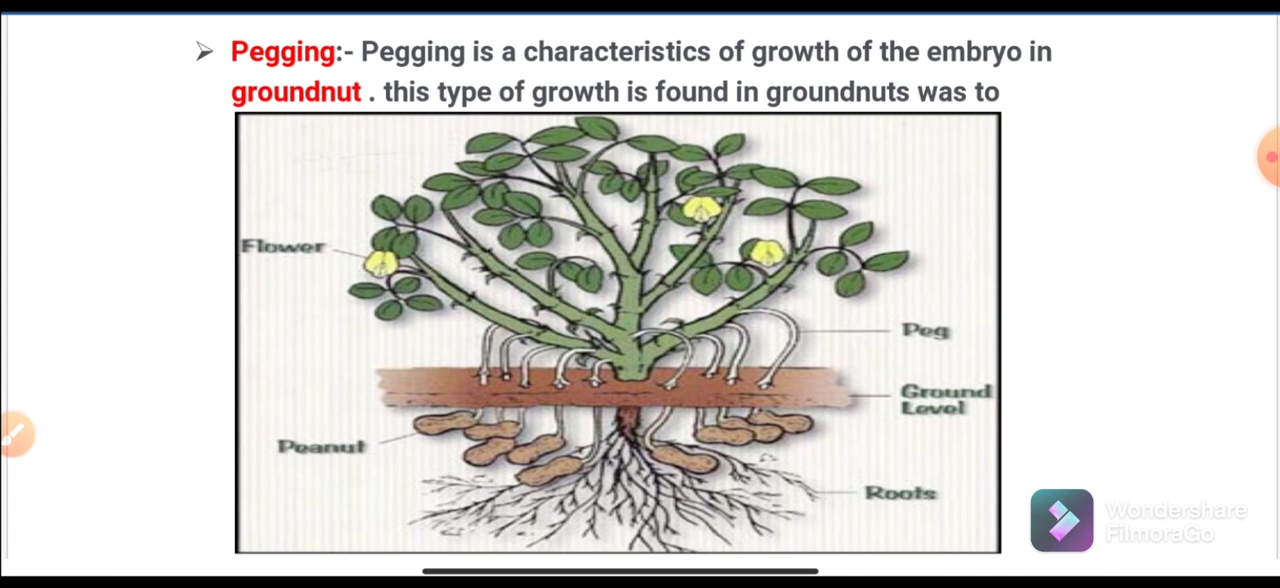 ➢ Pegging:- Pegging is a characteristics of growth of the embryo in
groundnut . this type of growth is found in groundnuts was to
Flower
Peg
Ground
Level
Peanut
Roots
Wondershare
FilmoraGo